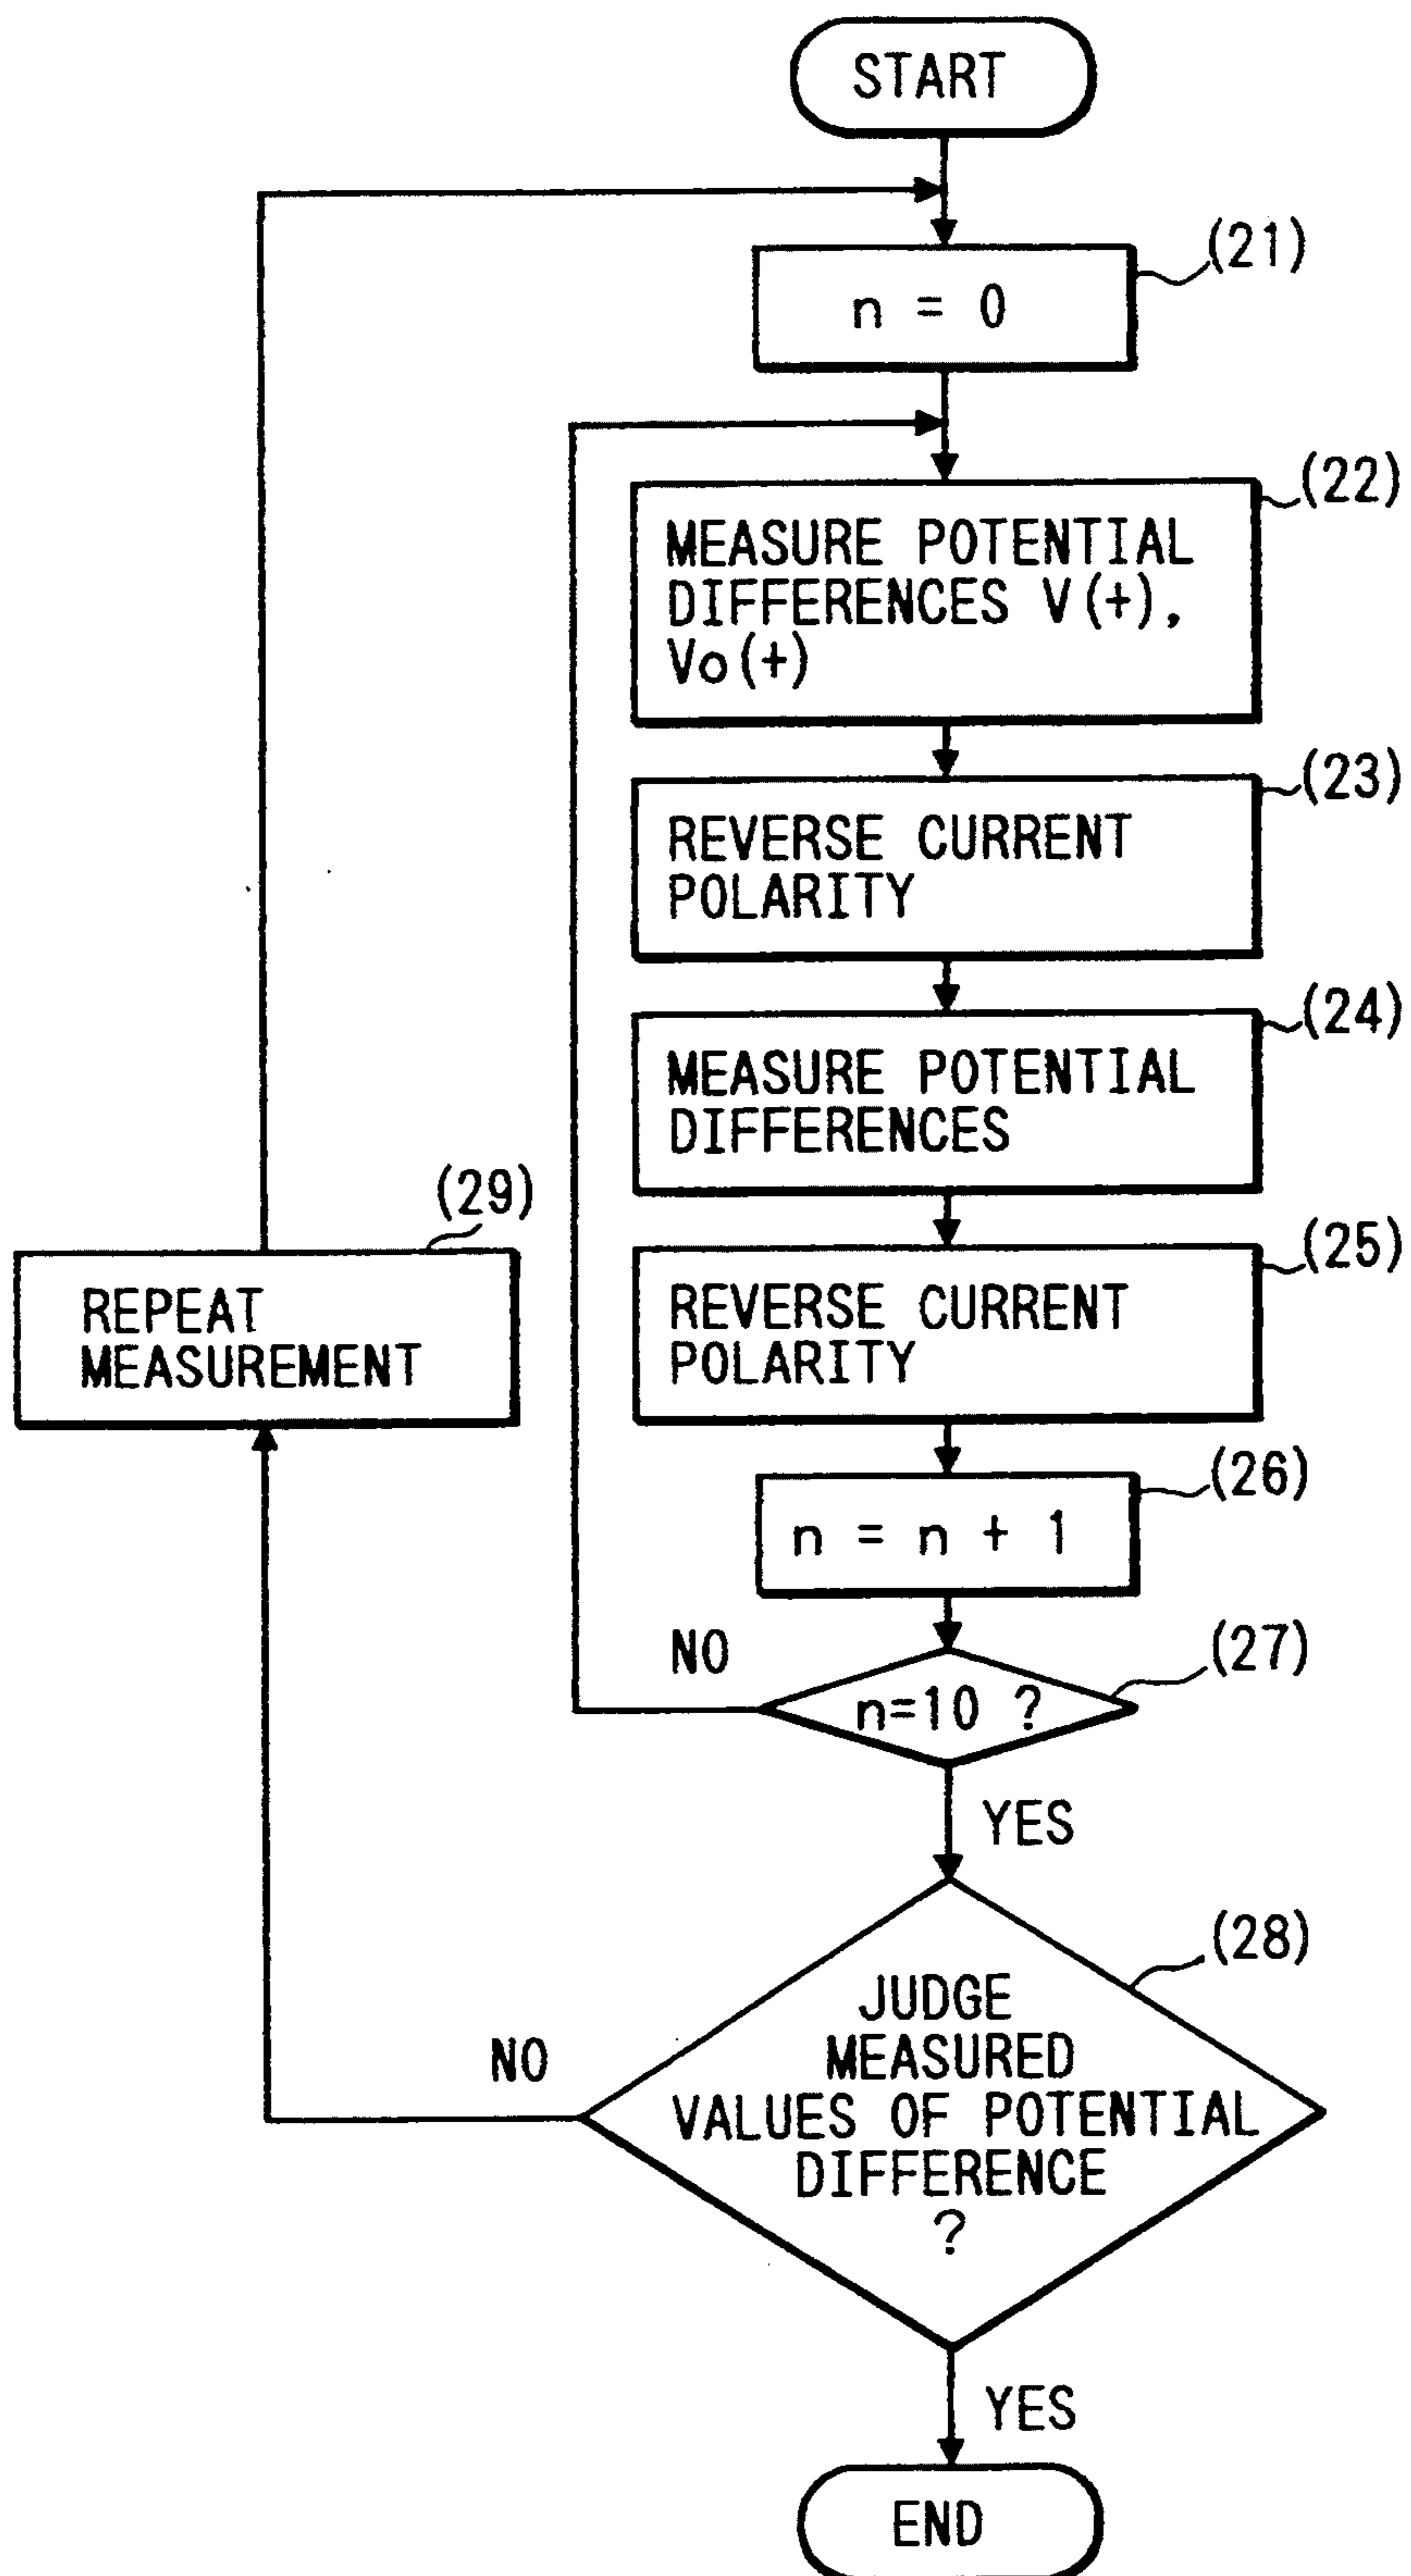 START
(21)
n = 0
(22)
MEASURE POTENTIAL
DIFFERENCES V(+),
Vo(+)
(23)
REVERSE CURRENT
POLARITY
(24)
MEASURE POTENTIAL
DIFFERENCES
(29)
REPEAT
MEASUREMENT
(25)
REVERSE CURRENT
POLARITY
(26)
n = n + 1
(27)
NO
n=10 ?
YES
(28)
NO
JUDGE
MEASURED
VALUES OF POTENTIAL
DIFFERENCE
?
YES
END